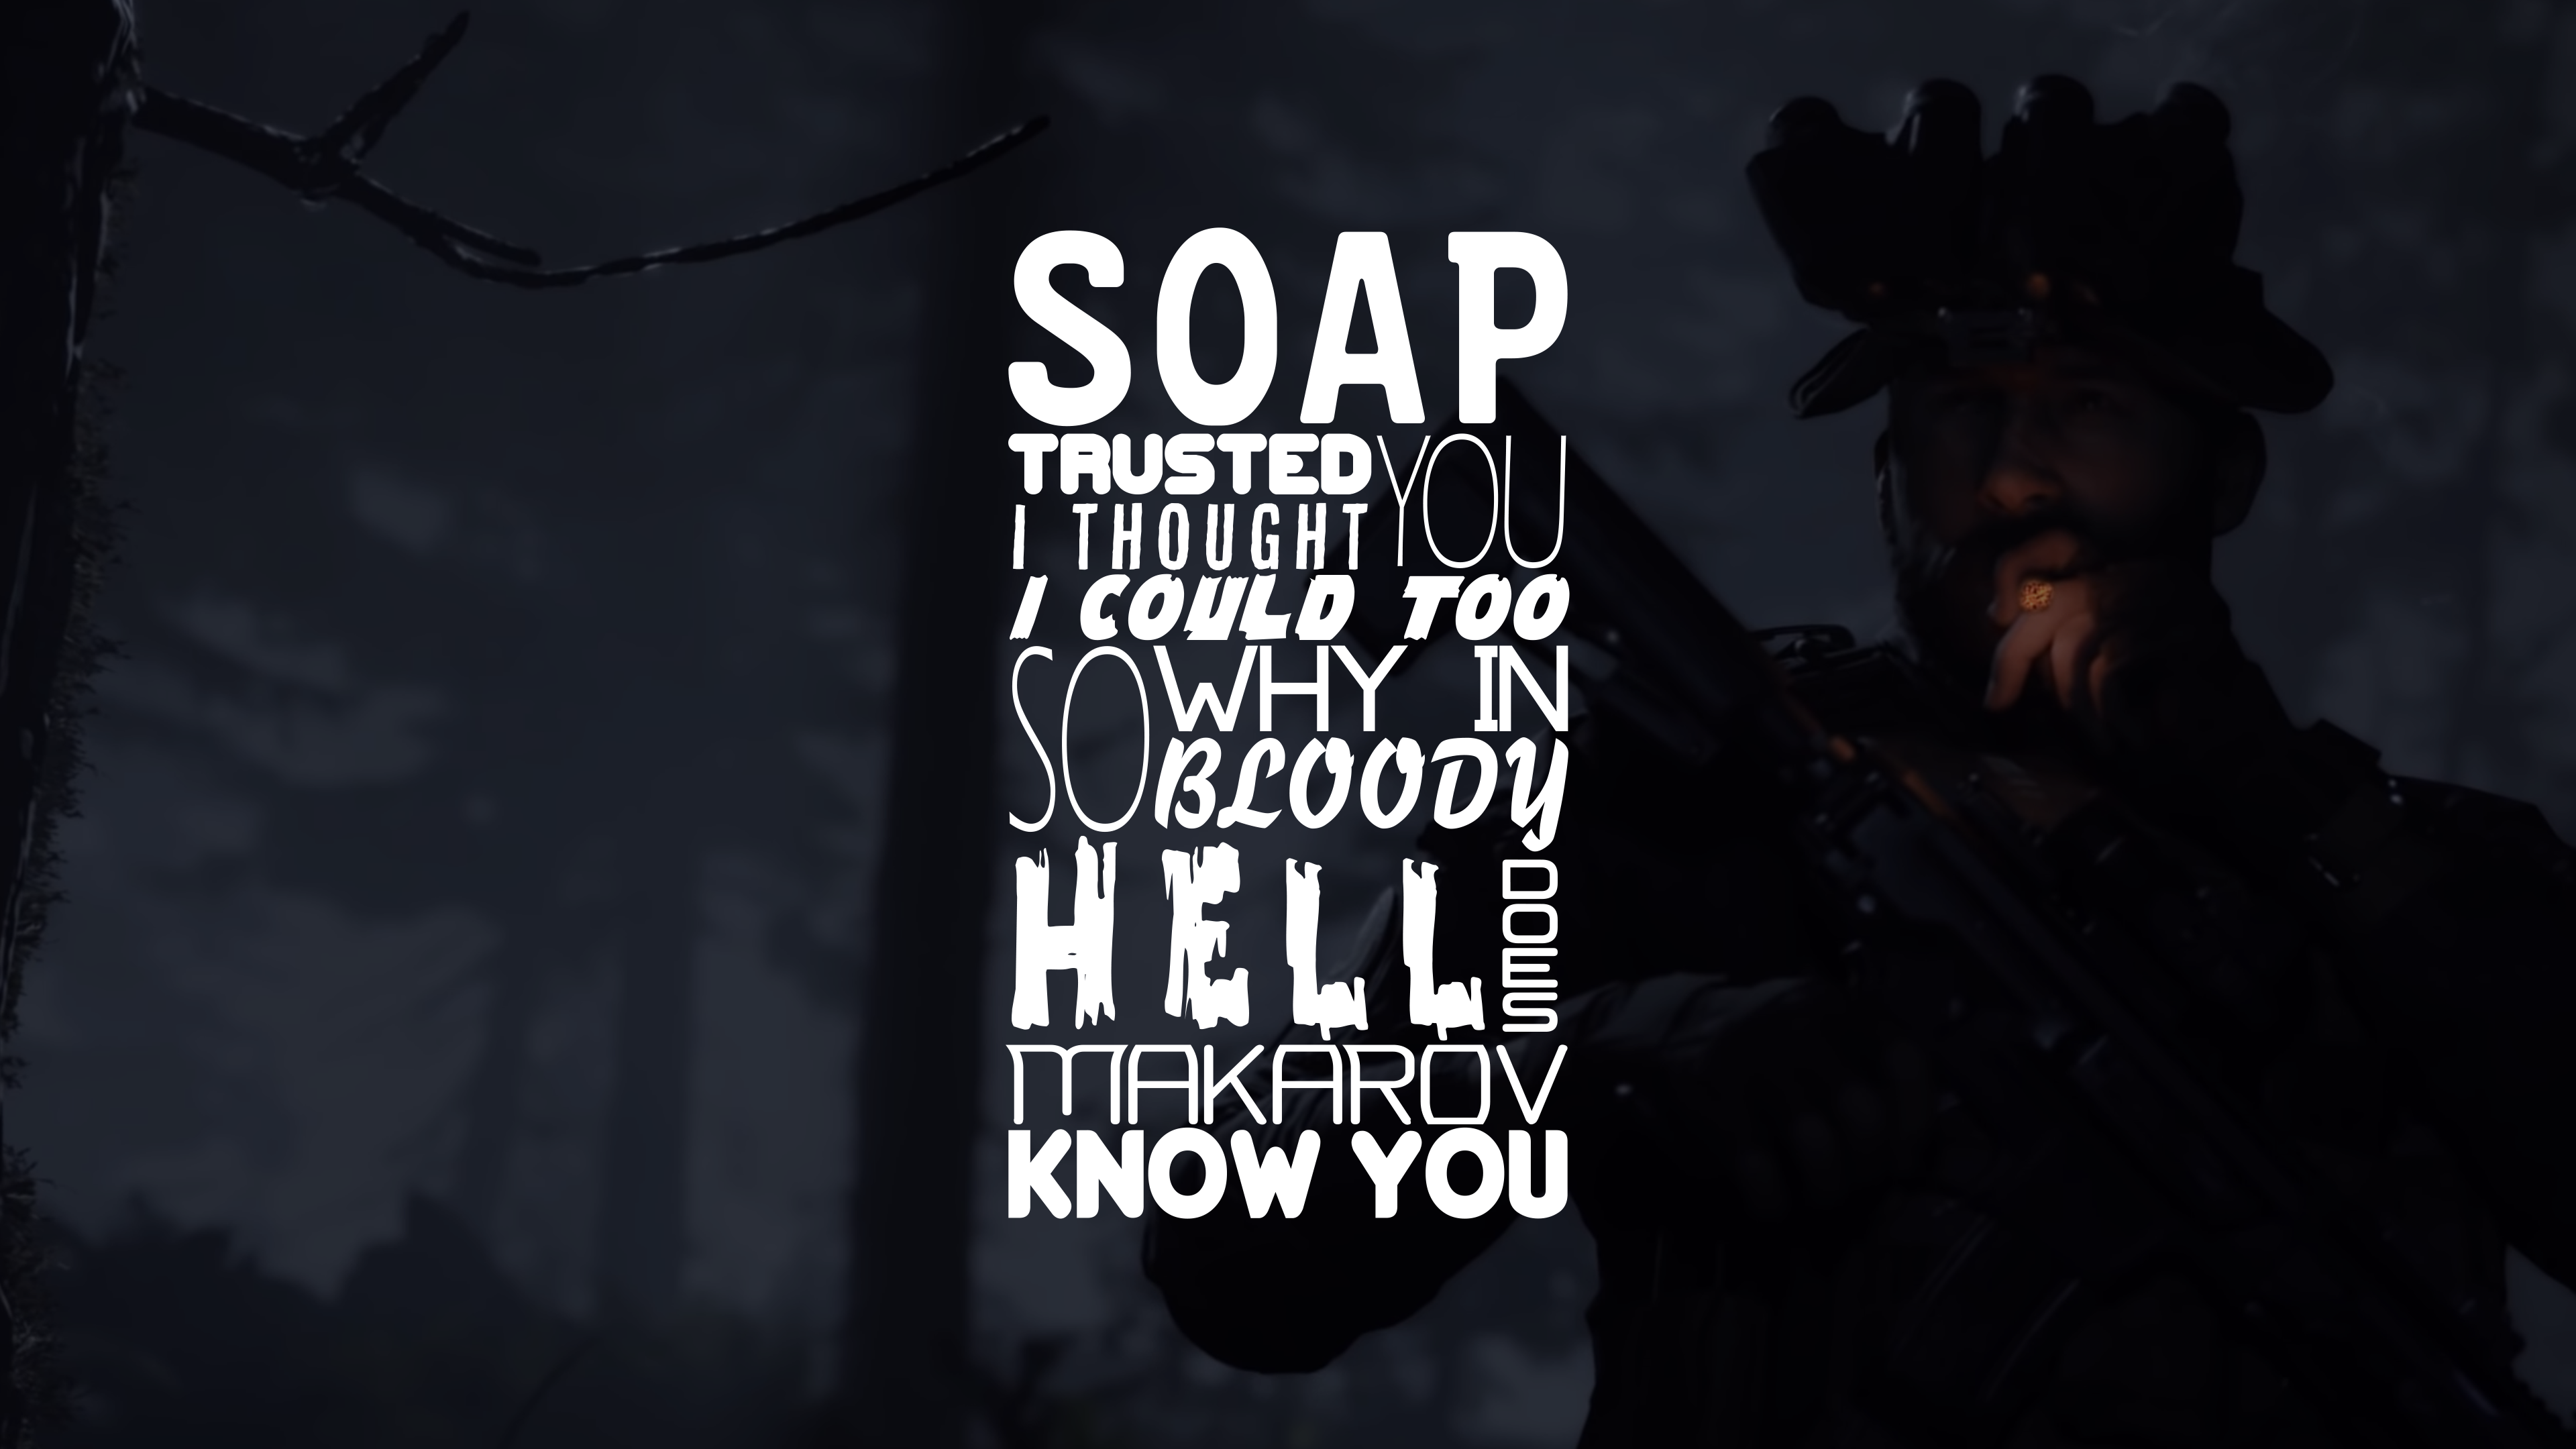 SOAP
TRUSTED YOU
I THOUGHT
I COULD TOO
SO WHY IN
BLOODY
HELL DOES
MAKAROV
KNOW YOU